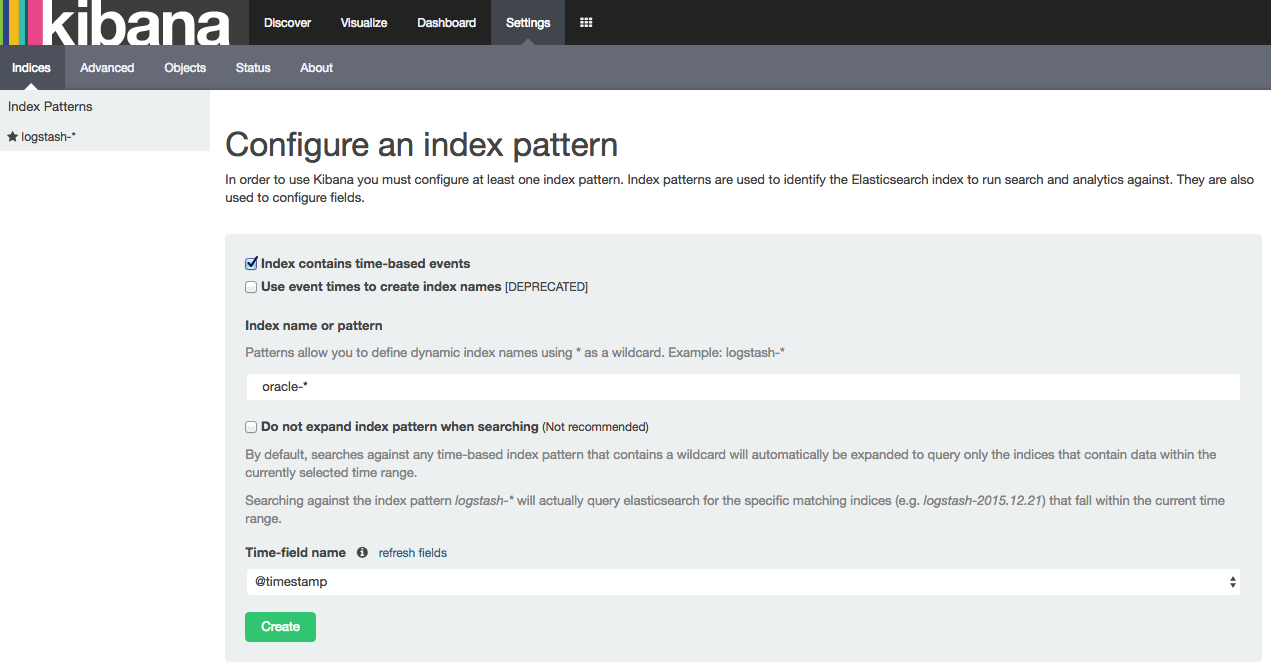 kibana
Discover Visualize Dashboard Settings
Indices Advanced Objects Status About
Index Patterns
logstash-*
Configure an index pattern
In order to use Kibana you must configure at least one index pattern. Index patterns are used to identify the Elasticsearch index to run search and analytics against. They are also
used to configure fields.
Index contains time-based events
Use event times to create index names [DEPRECATED]
Index name or pattern
Patterns allow you to define dynamic index names using * as a wildcard. Example: logstash-*
oracle-*
Do not expand index pattern when searching (Not recommended)
By default, searches against any time-based index pattern that contains a wildcard will automatically be expanded to query only the indices that contain data within the
currently selected time range.
Searching against the index pattern logstash-* will actually query elasticsearch for the specific matching indices (e.g. logstash-2015.12.21) that fall within the current time
range.
Time-field name refresh fields
@timestamp
Create